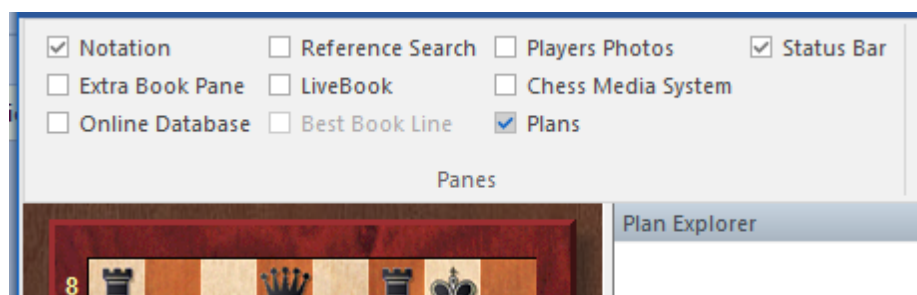 Notation Reference Search Players Photos Status Bar
Extra Book Pane LiveBook Chess Media System
Online Database Best Book Line Plans
Panes
Plan Explorer
8